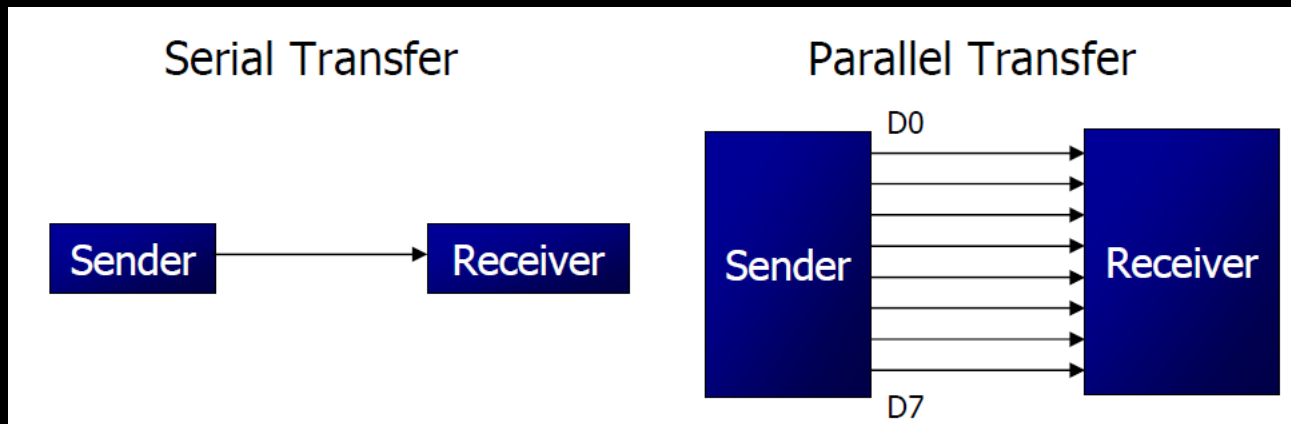 Serial Transfer
Sender
Receiver
Parallel Transfer
D0
Sender
Receiver
D7